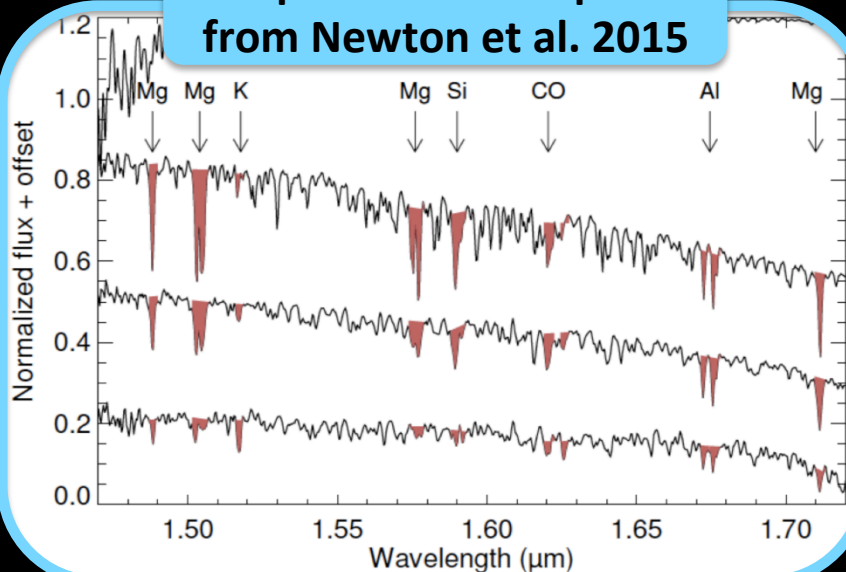 from Newton et al. 2015
1.2
Mg Mg K Mg Si CO Al Mg
1.0
0.8
0.6
0.4
0.2
0.0
Normalized flux + offset
1.50 1.55 1.60 1.65 1.70
Wavelength (μm)